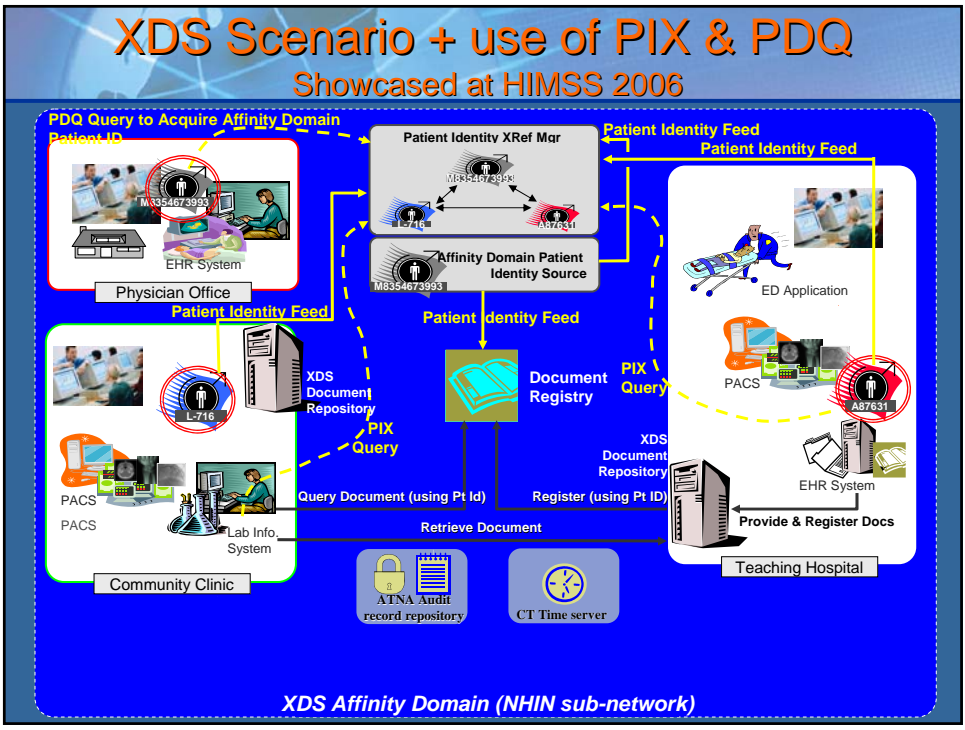 XDS Scenario + use of PIX & PDQ
Showcased at HIMSS 2006
PDQ Query to Acquire Affinity Domain
Patient ID
M8354673993
EHR System
Physician Office
Patient Identity XRef Mgr
M8354673993
L-716
A87631
Affinity Domain Patient
Identity Source
M8354673993
Patient Identity Feed
Patient Identity Feed
Patient Identity Feed
Patient Identity Feed
ED Application
PACS
A87631
EHR System
Provide & Register Docs
Teaching Hospital
L-716
XDS
Document
Repository
PIX
Query
PACS
PACS
Lab Info.
System
Community Clinic
Document
Registry
PIX
Query
XDS
Document
Repository
Query Document (using Pt Id)
Register (using Pt ID)
Retrieve Document
ATNA Audit
record repository
CT Time server
XDS Affinity Domain (NHIN sub-network)